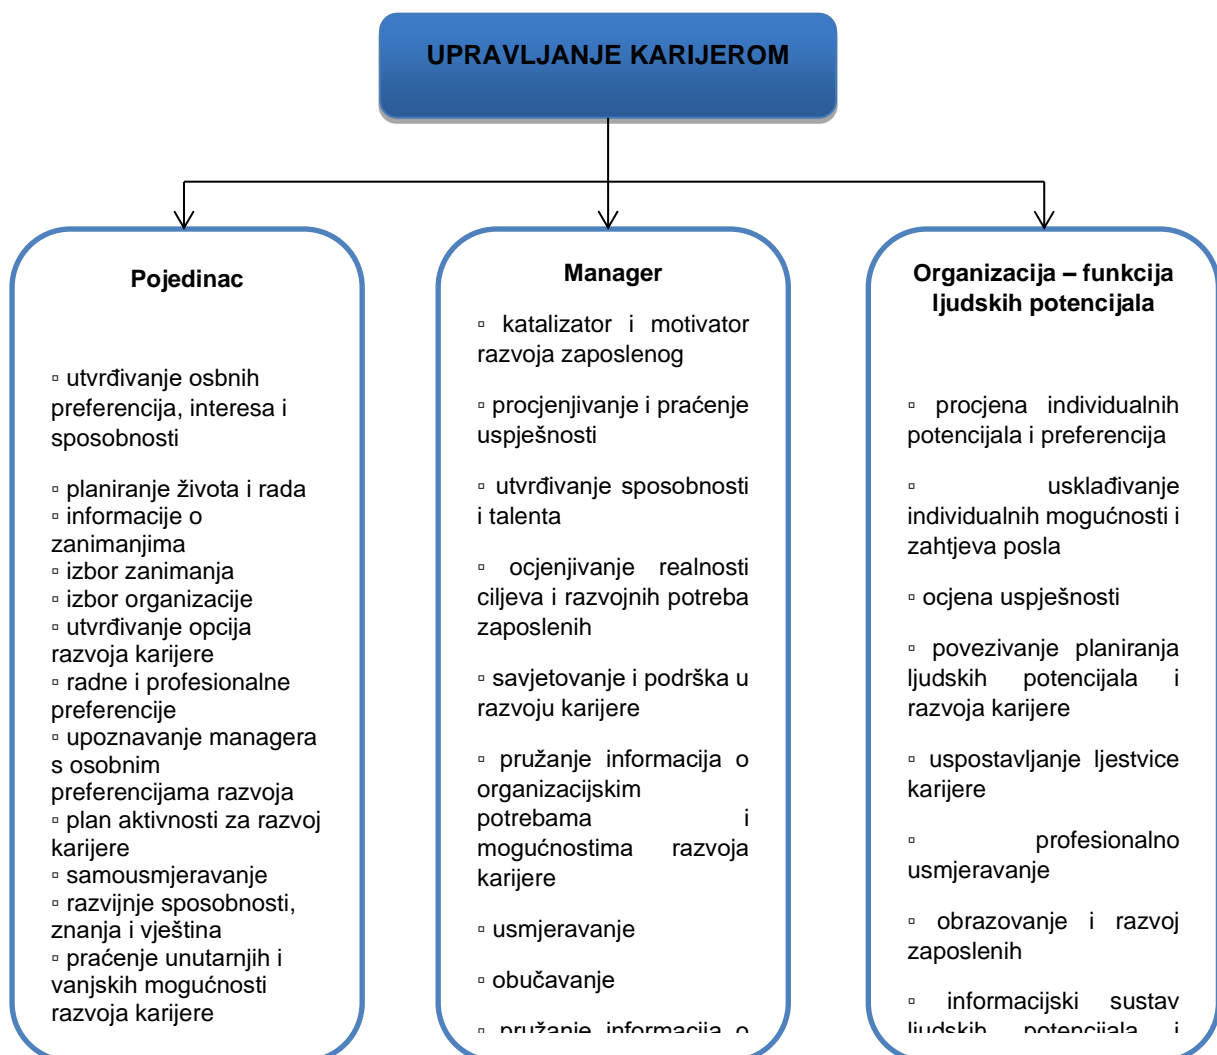 UPRAVLJANJE KARIJEROM
Pojedinac
▫ utvrđivanje osbnih
preferencija, interesa i
sposobnosti
▫ planiranje života i rada
▫ informacije o
zanimanjima
▫ izbor zanimanja
▫ izbor organizacije
▫ utvrđivanje opcija
razvoja karijere
▫ radne i profesionalne
preferencije
▫ upoznavanje managera
s osobnim
preferencijama razvoja
▫ plan aktivnosti za razvoj
karijere
▫ samousmjeravanje
▫ razvijnje sposobnosti,
znanja i vještina
▫ praćenje unutarnjih i
vanjskih mogućnosti
razvoja karijere
Manager
▫ katalizator i motivator
razvoja zaposlenog
▫ procjenjivanje i praćenje
uspješnosti
▫ utvrđivanje sposobnosti
i talenta
▫ ocjenjivanje realnosti
ciljeva i razvojnih potreba
zaposlenih
▫ savjetovanje i podrška u
razvoju karijere
▫ pružanje informacija o
organizacijskim
potrebama i
mogućnostima razvoja
karijere
▫ usmjeravanje
▫ obučavanje
▫ pružanje informacija o
Organizacija – funkcija
ljudskih potencijala
▫ procjena individualnih
potencijala i preferencija
▫ usklađivanje
individualnih mogućnosti i
zahtjeva posla
▫ ocjena uspješnosti
▫ povezivanje planiranja
ljudskih potencijala i
razvoja karijere
▫ uspostavljanje ljestvice
karijere
▫ profesionalno
usmjeravanje
▫ obrazovanje i razvoj
zaposlenih
▫ informacijski sustav
ljudskih potencijala i